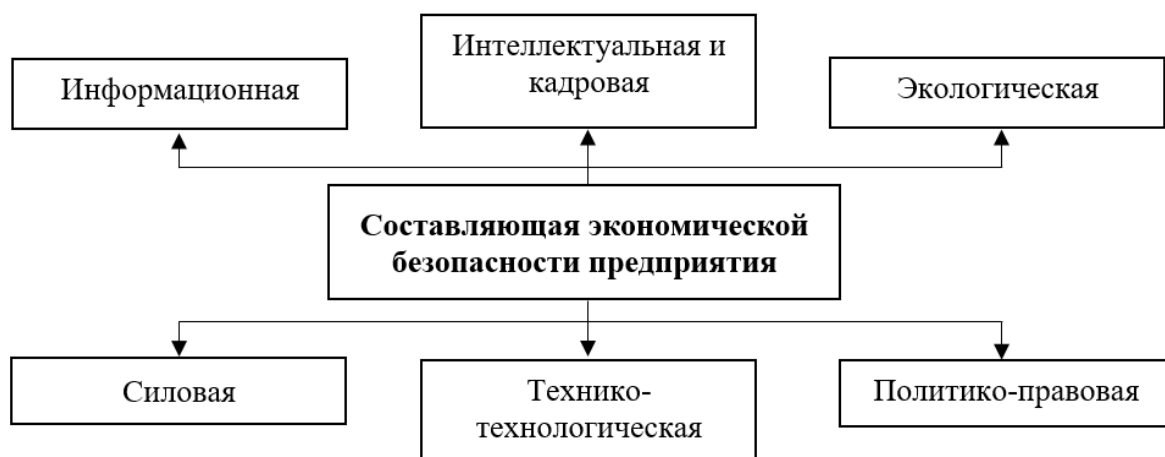 Информационная
Интеллектуальная и
кадровая
Экологическая
Составляющая экономической
безопасности предприятия
Силовая
Технико-
технологическая
Политико-правовая